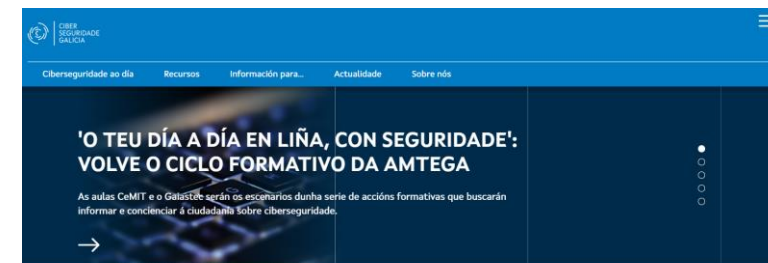 CIBER
SEGURIDADE
GALICIA
Ciberseguridade ao día Recursos Información para... Actualidade Sobre nós
'O TEU DÍA A DÍA EN LIÑA, CON SEGURIDADE':
VOLVE O CICLO FORMATIVO DA AMTEGA
As aulas CeMIT e o Galastec serán os escenarios dunha serie de accións formativas que buscarán
informar e concienciar á ciudadanía sobre ciberseguridade.